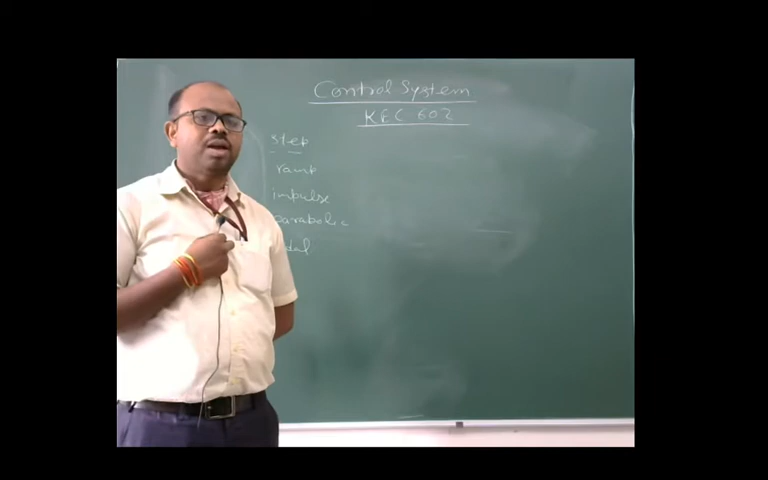 Control System
KEC 602
step
ramp
impulse
parabolic